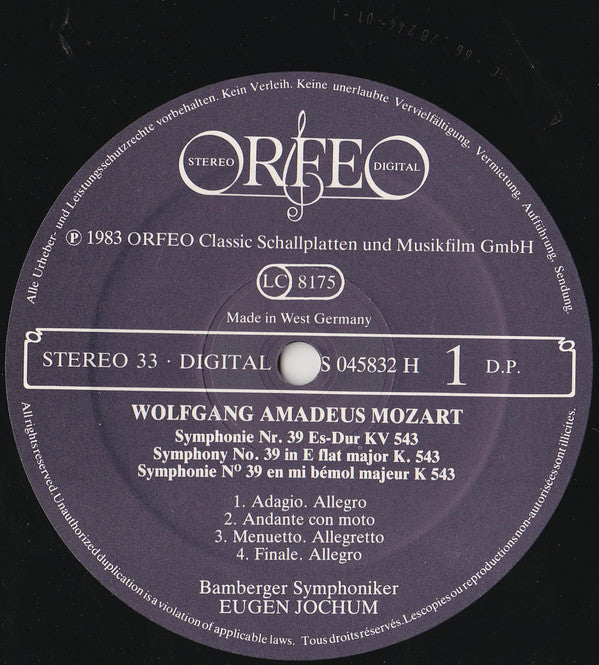 Alle Urheber- und Leistungsschutzrechte vorbehalten. Kein Verleih. Keine unerlaubte Vervielfältigung, Vermietung, Aufführung, Sendung.
STEREO ORFEO DIGITAL
℗ 1983 ORFEO Classic Schallplatten und Musikfilm GmbH
LC 8175
Made in West Germany
STEREO 33 · DIGITAL S 045832 H 1 D.P.
WOLFGANG AMADEUS MOZART
Symphonie Nr. 39 Es-Dur KV 543
Symphony No. 39 in E flat major K. 543
Symphonie Nº 39 en mi bémol majeur K 543
1. Adagio. Allegro
2. Andante con moto
3. Menuetto. Allegretto
4. Finale. Allegro
Bamberger Symphoniker
EUGEN JOCHUM
All rights reserved. Unauthorized duplication is a violation of applicable laws. Tous droits réservés. Les copies ou reproductions non-autorisées sont illicites.